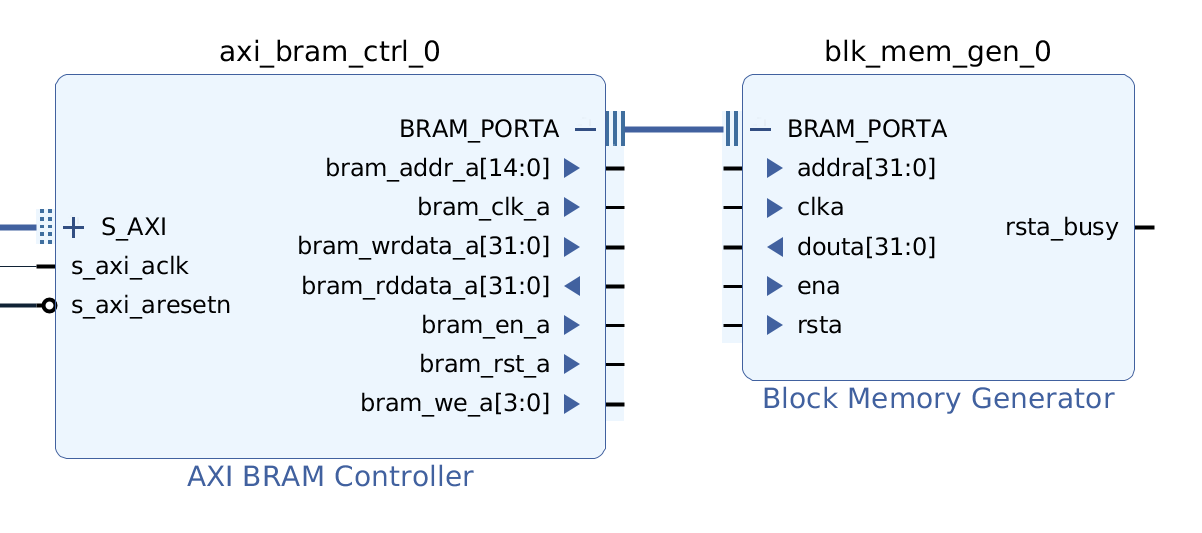 axi_bram_ctrl_0
BRAM_PORTA
bram_addr_a[14:0]
bram_clk_a
S_AXI
bram_wrdata_a[31:0]
s_axi_aclk
bram_rddata_a[31:0]
s_axi_aresetn
bram_en_a
bram_rst_a
bram_we_a[3:0]
AXI BRAM Controller
blk_mem_gen_0
BRAM_PORTA
addra[31:0]
clka
rsta_busy
douta[31:0]
ena
rsta
Block Memory Generator